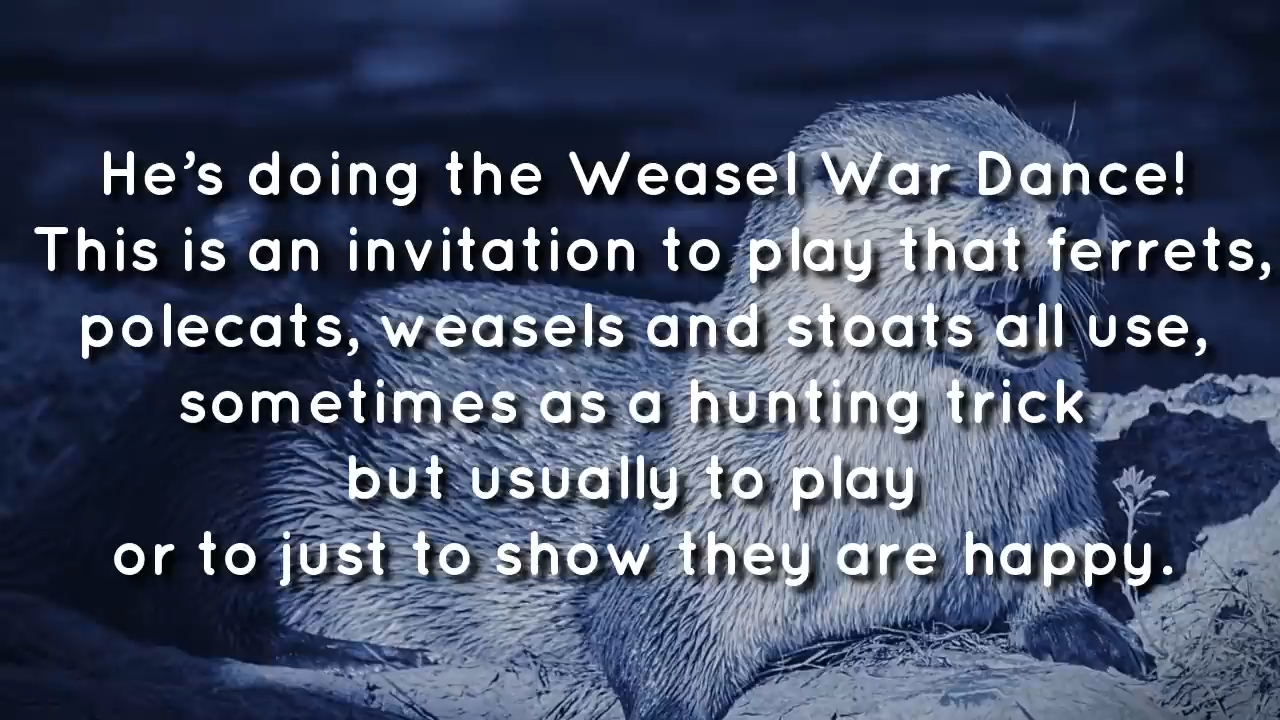 He’s doing the Weasel War Dance!
This is an invitation to play that ferrets,
polecats, weasels and stoats all use,
sometimes as a hunting trick
but usually to play
or to just to show they are happy.